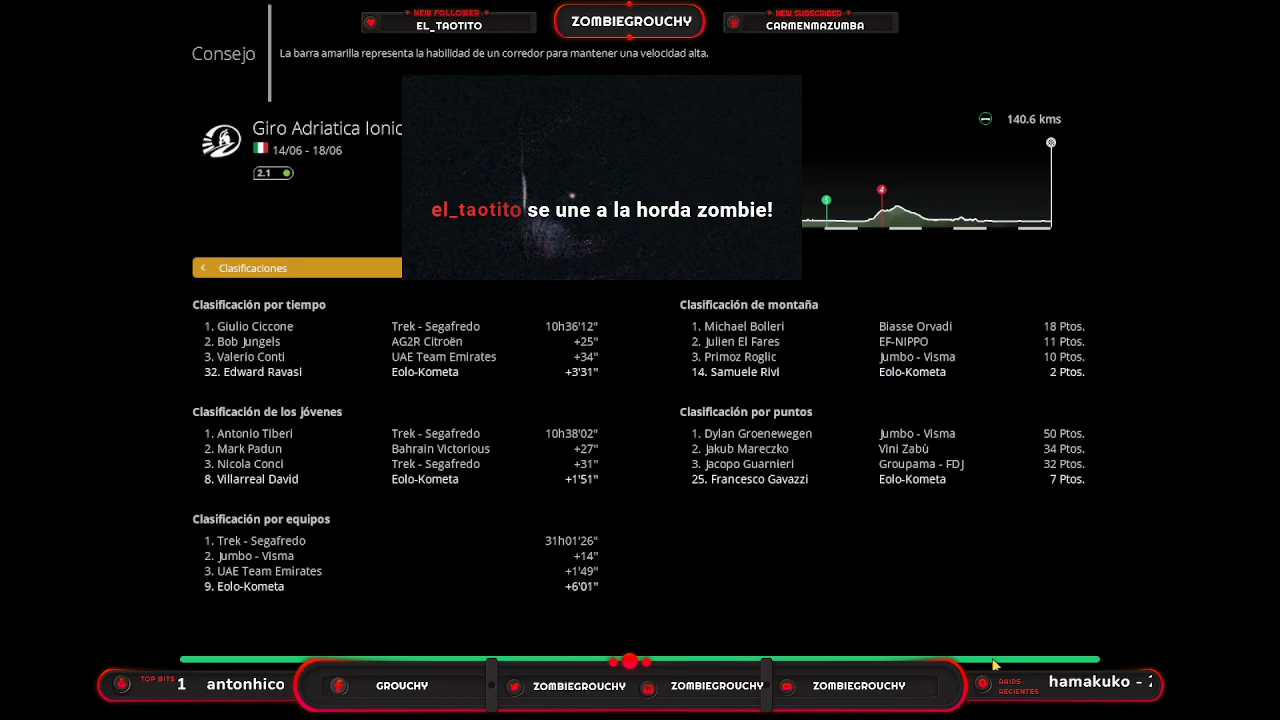 NEW FOLLOWER
EL_TAOTITO
ZOMBIEGROUCHY
NEW SUBSCRIBER
CARMENMAZUMBA
Consejo
La barra amarilla representa la habilidad de un corredor para mantener una velocidad alta.
Giro Adriatica Ionic
14/06 - 18/06
2.1
140.6 kms
S
4
el_taotito se une a la horda zombie!
Clasificaciones
Clasificación por tiempo
1. Giulio Ciccone Trek - Segafredo 10h36'12"
2. Bob Jungels AG2R Citroën +25"
3. Valerio Conti UAE Team Emirates +34"
32. Edward Ravasi Eolo-Kometa +3'31"
Clasificación de montaña
1. Michael Bolleri Biasse Orvadi 18 Ptos.
2. Julien El Fares EF-NIPPO 11 Ptos.
3. Primoz Roglic Jumbo - Visma 10 Ptos.
14. Samuele Rivi Eolo-Kometa 2 Ptos.
Clasificación de los jóvenes
1. Antonio Tiberi Trek - Segafredo 10h38'02"
2. Mark Padun Bahrain Victorious +27"
3. Nicola Conci Trek - Segafredo +31"
8. Villarreal David Eolo-Kometa +1'51"
Clasificación por puntos
1. Dylan Groenewegen Jumbo - Visma 50 Ptos.
2. Jakub Mareczko Vini Zabù 34 Ptos.
3. Jacopo Guarnieri Groupama - FDJ 32 Ptos.
25. Francesco Gavazzi Eolo-Kometa 7 Ptos.
Clasificación por equipos
1. Trek - Segafredo 31h01'26"
2. Jumbo - Visma +14"
3. UAE Team Emirates +1'49"
9. Eolo-Kometa +6'01"
TOP BITS 1 antonhico
GROUCHY
ZOMBIEGROUCHY
ZOMBIEGROUCHY
ZOMBIEGROUCHY
RAIDS
RECIENTES
hamakuko -